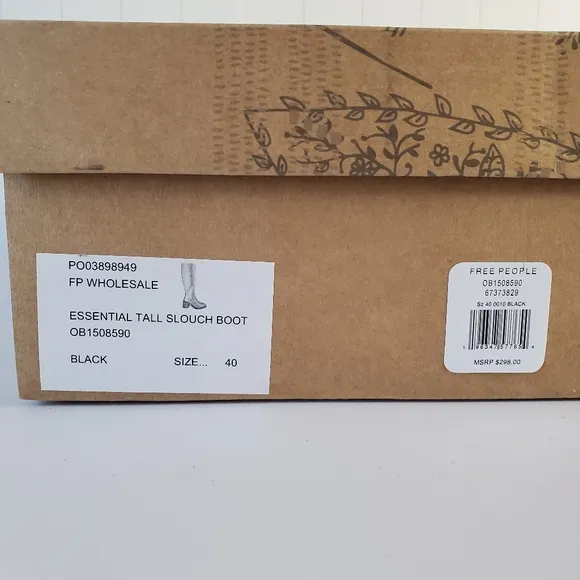 PO03898949
FP WHOLESALE
ESSENTIAL TALL SLOUCH BOOT
OB1508590
BLACK SIZE... 40
FREE PEOPLE
OB1508590
67373829
Sz 40 0010 BLACK
MSRP $298.00